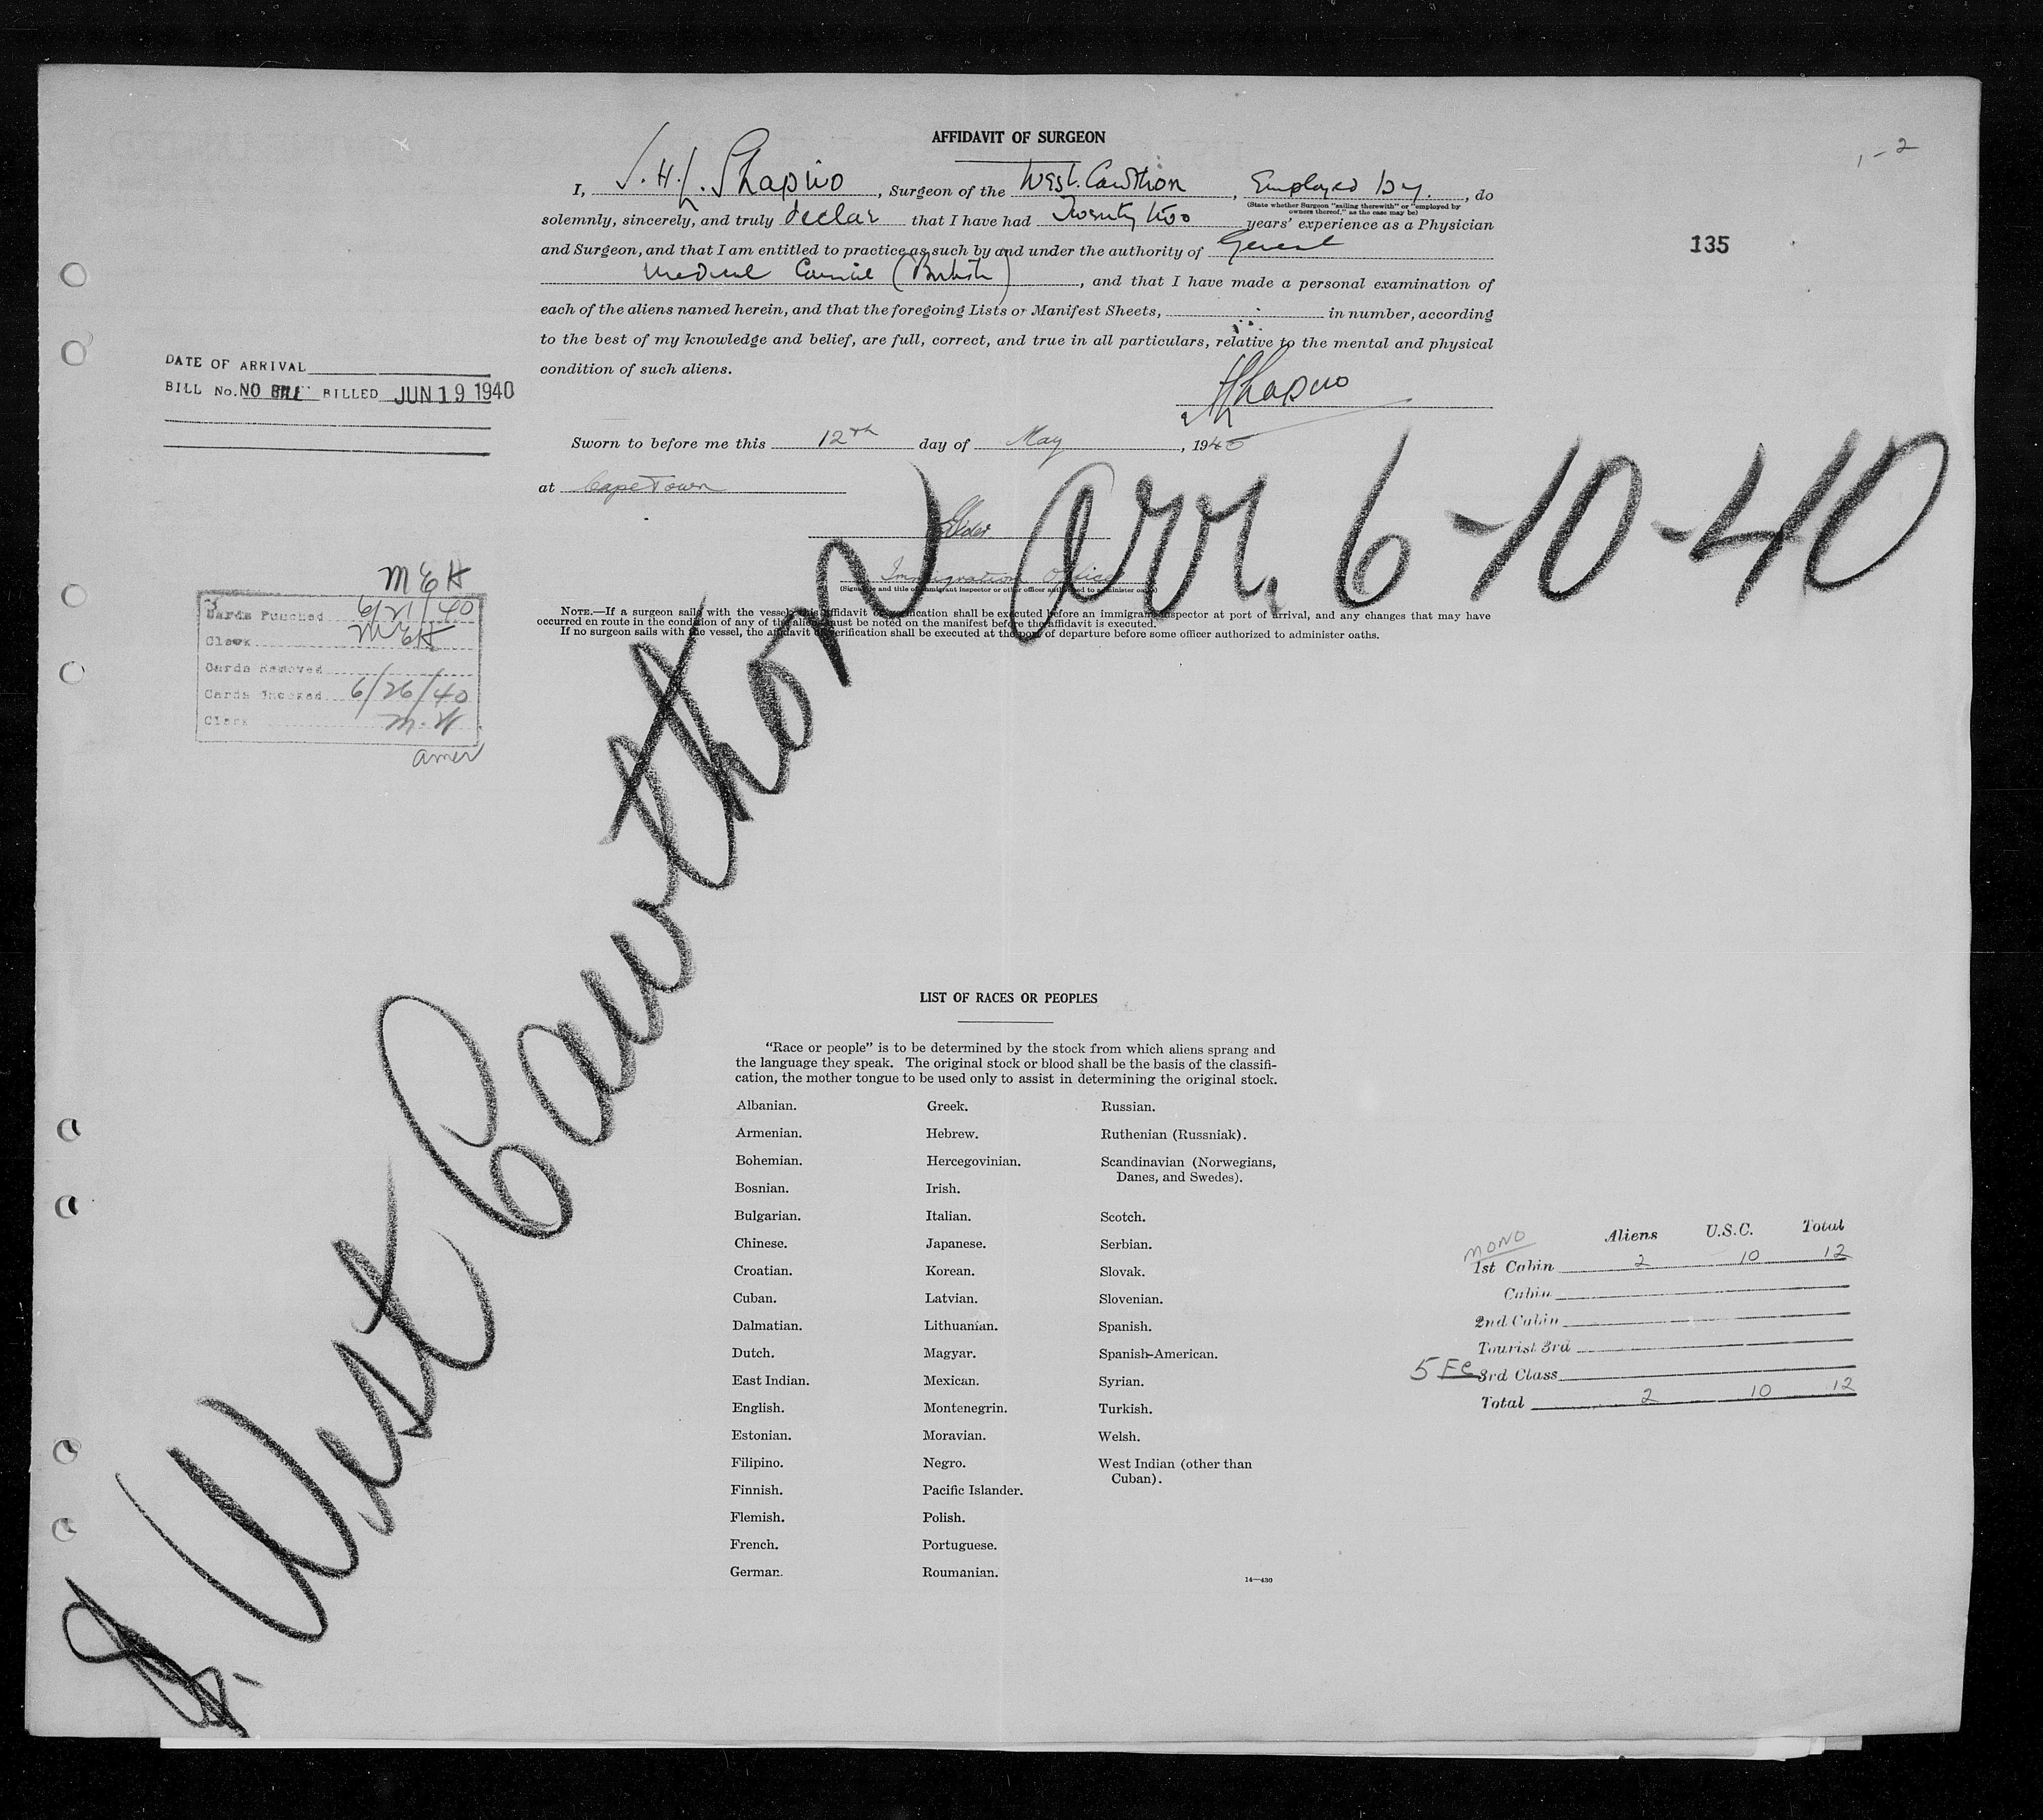 AFFIDAVIT OF SURGEON
1-2
I, Shapiro, Surgeon of the West. Cawthon, Employed by., do
(State whether Surgeon "sailing therewith" or "employed by
owners thereof," as the case may be)
solemnly, sincerely, and truly declar that I have had Twenty two years' experience as a Physician
and Surgeon, and that I am entitled to practice as such by and under the authority of General
Medical Council (British), and that I have made a personal examination of
135
each of the aliens named herein, and that the foregoing Lists or Manifest Sheets, in number, according
to the best of my knowledge and belief, are full, correct, and true in all particulars, relative to the mental and physical
condition of such aliens.
Shapiro
DATE OF ARRIVAL
BILL No. NO BILL BILLED JUN 19 1940
Sworn to before me this 12th day of May, 1940
at Cape Town
Immigration Officer
(Signature and title of immigrant inspector or other officer authorized to administer oaths)
NOTE.—If a surgeon sails with the vessel, this affidavit of verification shall be executed before an immigrant inspector at port of arrival, and any changes that may have
occurred en route in the condition of any of the aliens must be noted on the manifest before the affidavit is executed.
If no surgeon sails with the vessel, the affidavit of verification shall be executed at the port of departure before some officer authorized to administer oaths.
MEK
Cards Punched 6/21/40
Clerk MEK
Cards Removed
Cards Checked 6/26/40
Clerk M.K
amer
S.S. West Cawthon Arr. 6-10-40
LIST OF RACES OR PEOPLES
"Race or people" is to be determined by the stock from which aliens sprang and
the language they speak. The original stock or blood shall be the basis of the classifi-
cation, the mother tongue to be used only to assist in determining the original stock.
Albanian.
Armenian.
Bohemian.
Bosnian.
Bulgarian.
Chinese.
Croatian.
Cuban.
Dalmatian.
Dutch.
East Indian.
English.
Estonian.
Filipino.
Finnish.
Flemish.
French.
German.
Greek.
Hebrew.
Hercegovinian.
Irish.
Italian.
Japanese.
Korean.
Latvian.
Lithuanian.
Magyar.
Mexican.
Montenegrin.
Moravian.
Negro.
Pacific Islander.
Polish.
Portuguese.
Roumanian.
Russian.
Ruthenian (Russniak).
Scandinavian (Norwegians,
Danes, and Swedes).
Scotch.
Serbian.
Slovak.
Slovenian.
Spanish.
Spanish-American.
Syrian.
Turkish.
Welsh.
West Indian (other than
Cuban).
14—430
Aliens U.S.C. Total
MONO
1st Cabin 2 10 12
Cabin
2nd Cabin
Tourist 3rd
5 FC 3rd Class
Total 2 10 12